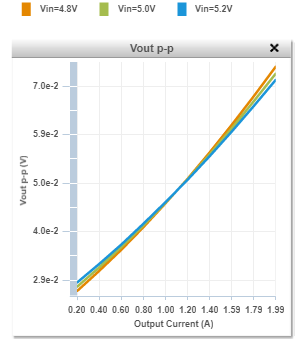 Vin=4.8V Vin=5.0V Vin=5.2V
Vout p-p ×
7.0e-2
5.9e-2
5.0e-2
4.0e-2
2.9e-2
Vout p-p (V)
0.20 0.40 0.60 0.80 1.00 1.20 1.40 1.59 1.79 1.99
Output Current (A)